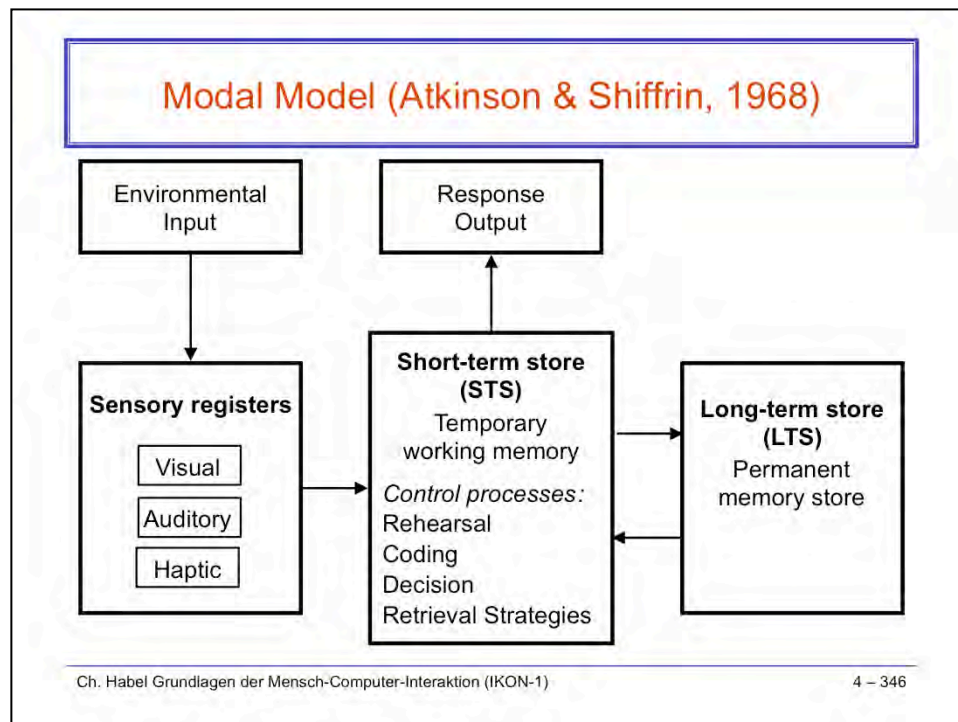 Modal Model (Atkinson & Shiffrin, 1968)
Environmental
Input
Response
Output
Sensory registers
Visual
Auditory
Haptic
Short-term store
(STS)
Temporary
working memory
Control processes:
Rehearsal
Coding
Decision
Retrieval Strategies
Long-term store
(LTS)
Permanent
memory store
Ch. Habel Grundlagen der Mensch-Computer-Interaktion (IKON-1)
4 – 346